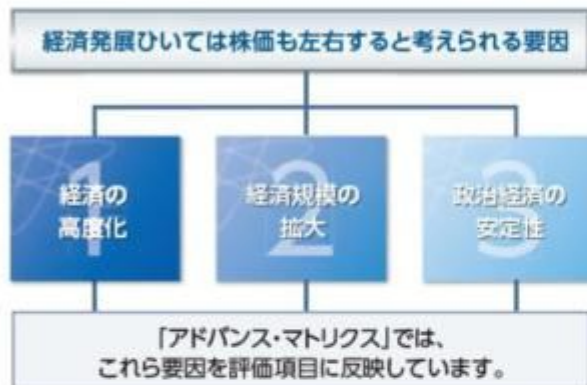 経済発展ひいては株価も左右すると考えられる要因
1
経済の
高度化
2
経済規模の
拡大
3
政治経済の
安定性
「アドバンス・マトリクス」では、
これら要因を評価項目に反映しています。